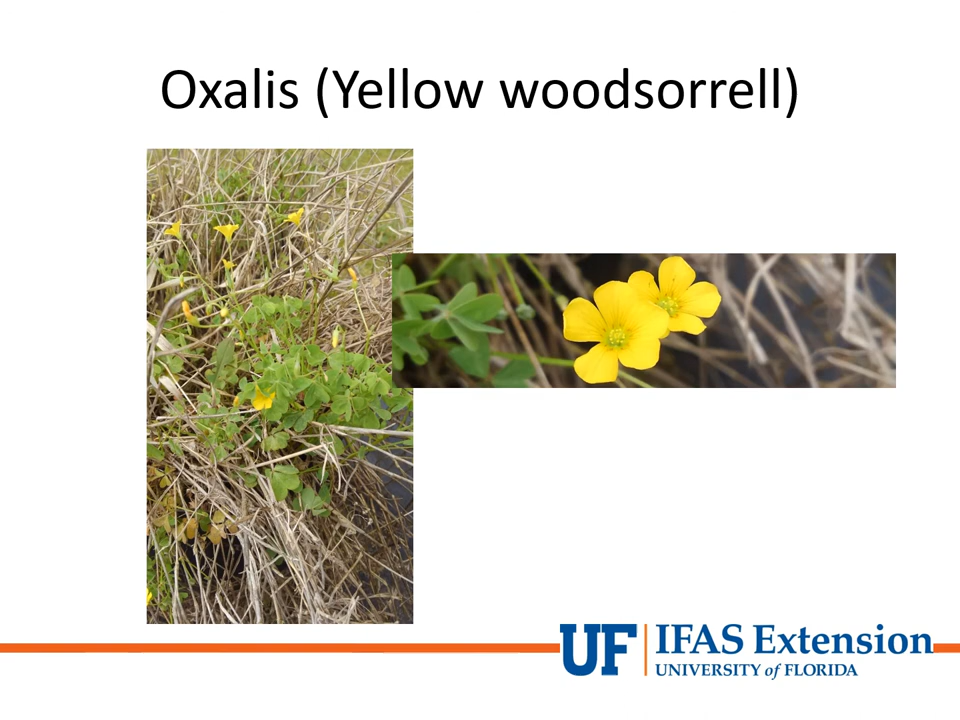 Oxalis (Yellow woodsorrell)
UF IFAS Extension
UNIVERSITY of FLORIDA